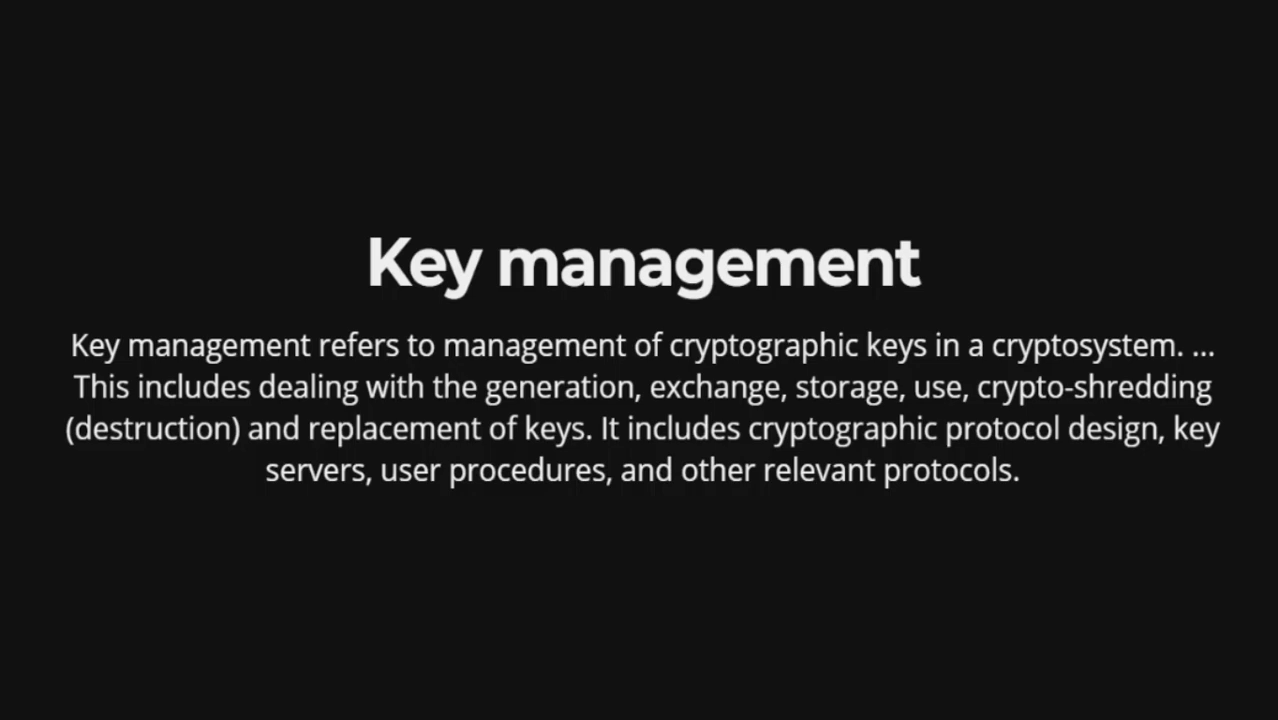 Key management
Key management refers to management of cryptographic keys in a cryptosystem. ...
This includes dealing with the generation, exchange, storage, use, crypto-shredding
(destruction) and replacement of keys. It includes cryptographic protocol design, key
servers, user procedures, and other relevant protocols.